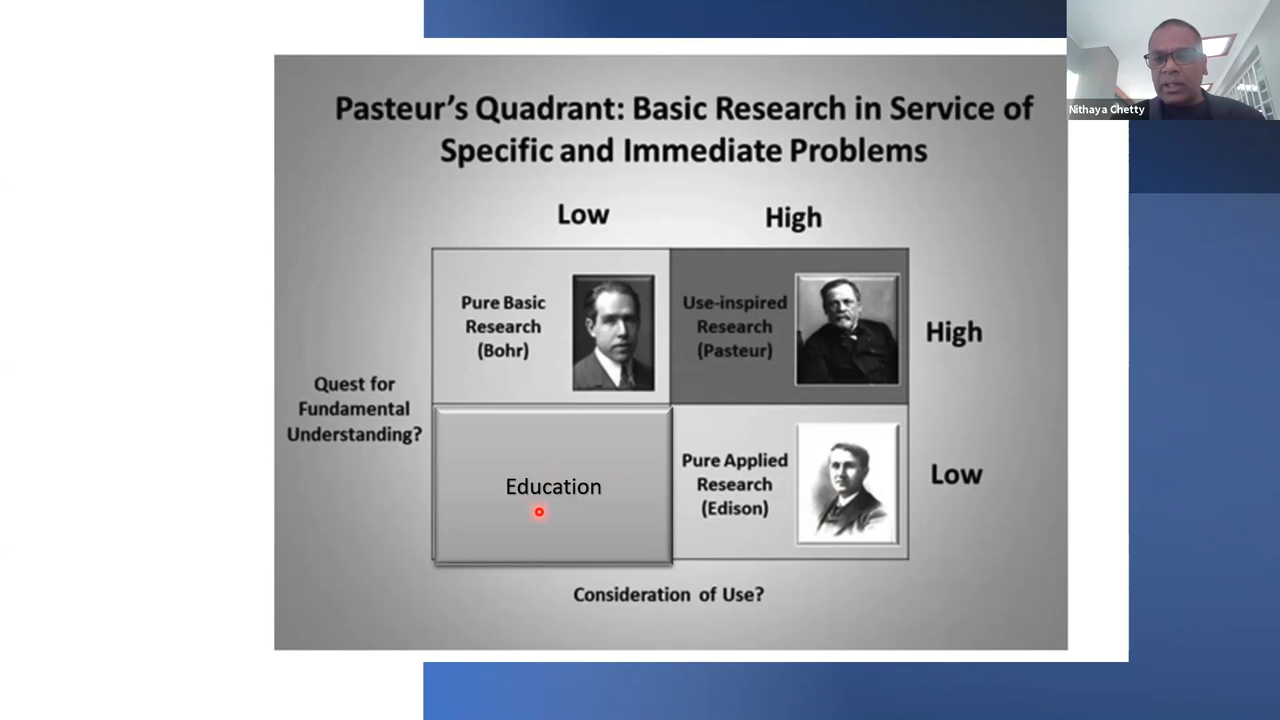 Pasteur's Quadrant: Basic Research in Service of
Specific and Immediate Problems
Nithaya Chetty
Low
High
Pure Basic
Research
(Bohr)
Use-inspired
Research
(Pasteur)
High
Quest for
Fundamental
Understanding?
Education
Pure Applied
Research
(Edison)
Low
Consideration of Use?